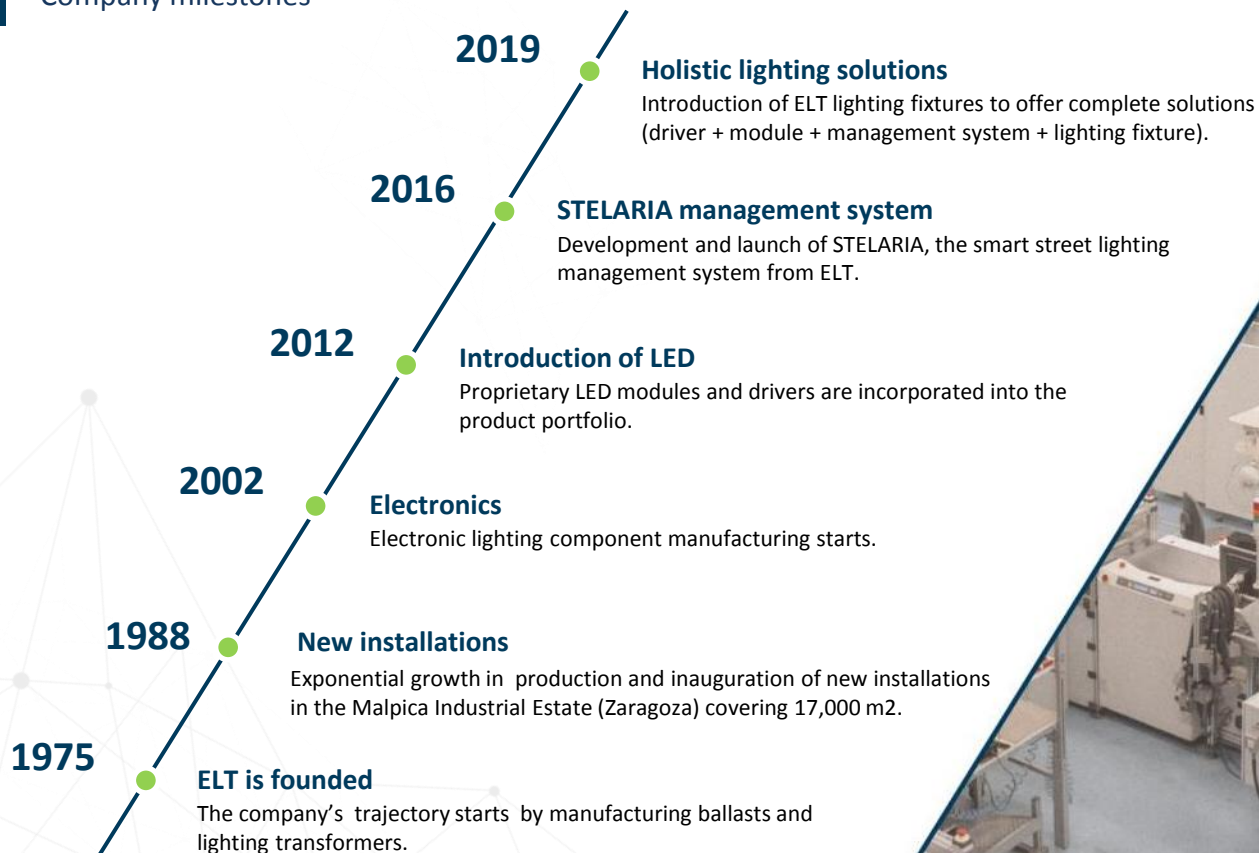 Company milestones
2019
Holistic lighting solutions
Introduction of ELT lighting fixtures to offer complete solutions
(driver + module + management system + lighting fixture).
2016
STELARIA management system
Development and launch of STELARIA, the smart street lighting
management system from ELT.
2012
Introduction of LED
Proprietary LED modules and drivers are incorporated into the
product portfolio.
2002
Electronics
Electronic lighting component manufacturing starts.
1988
New installations
Exponential growth in production and inauguration of new installations
in the Malpica Industrial Estate (Zaragoza) covering 17,000 m2.
1975
ELT is founded
The company's trajectory starts by manufacturing ballasts and
lighting transformers.